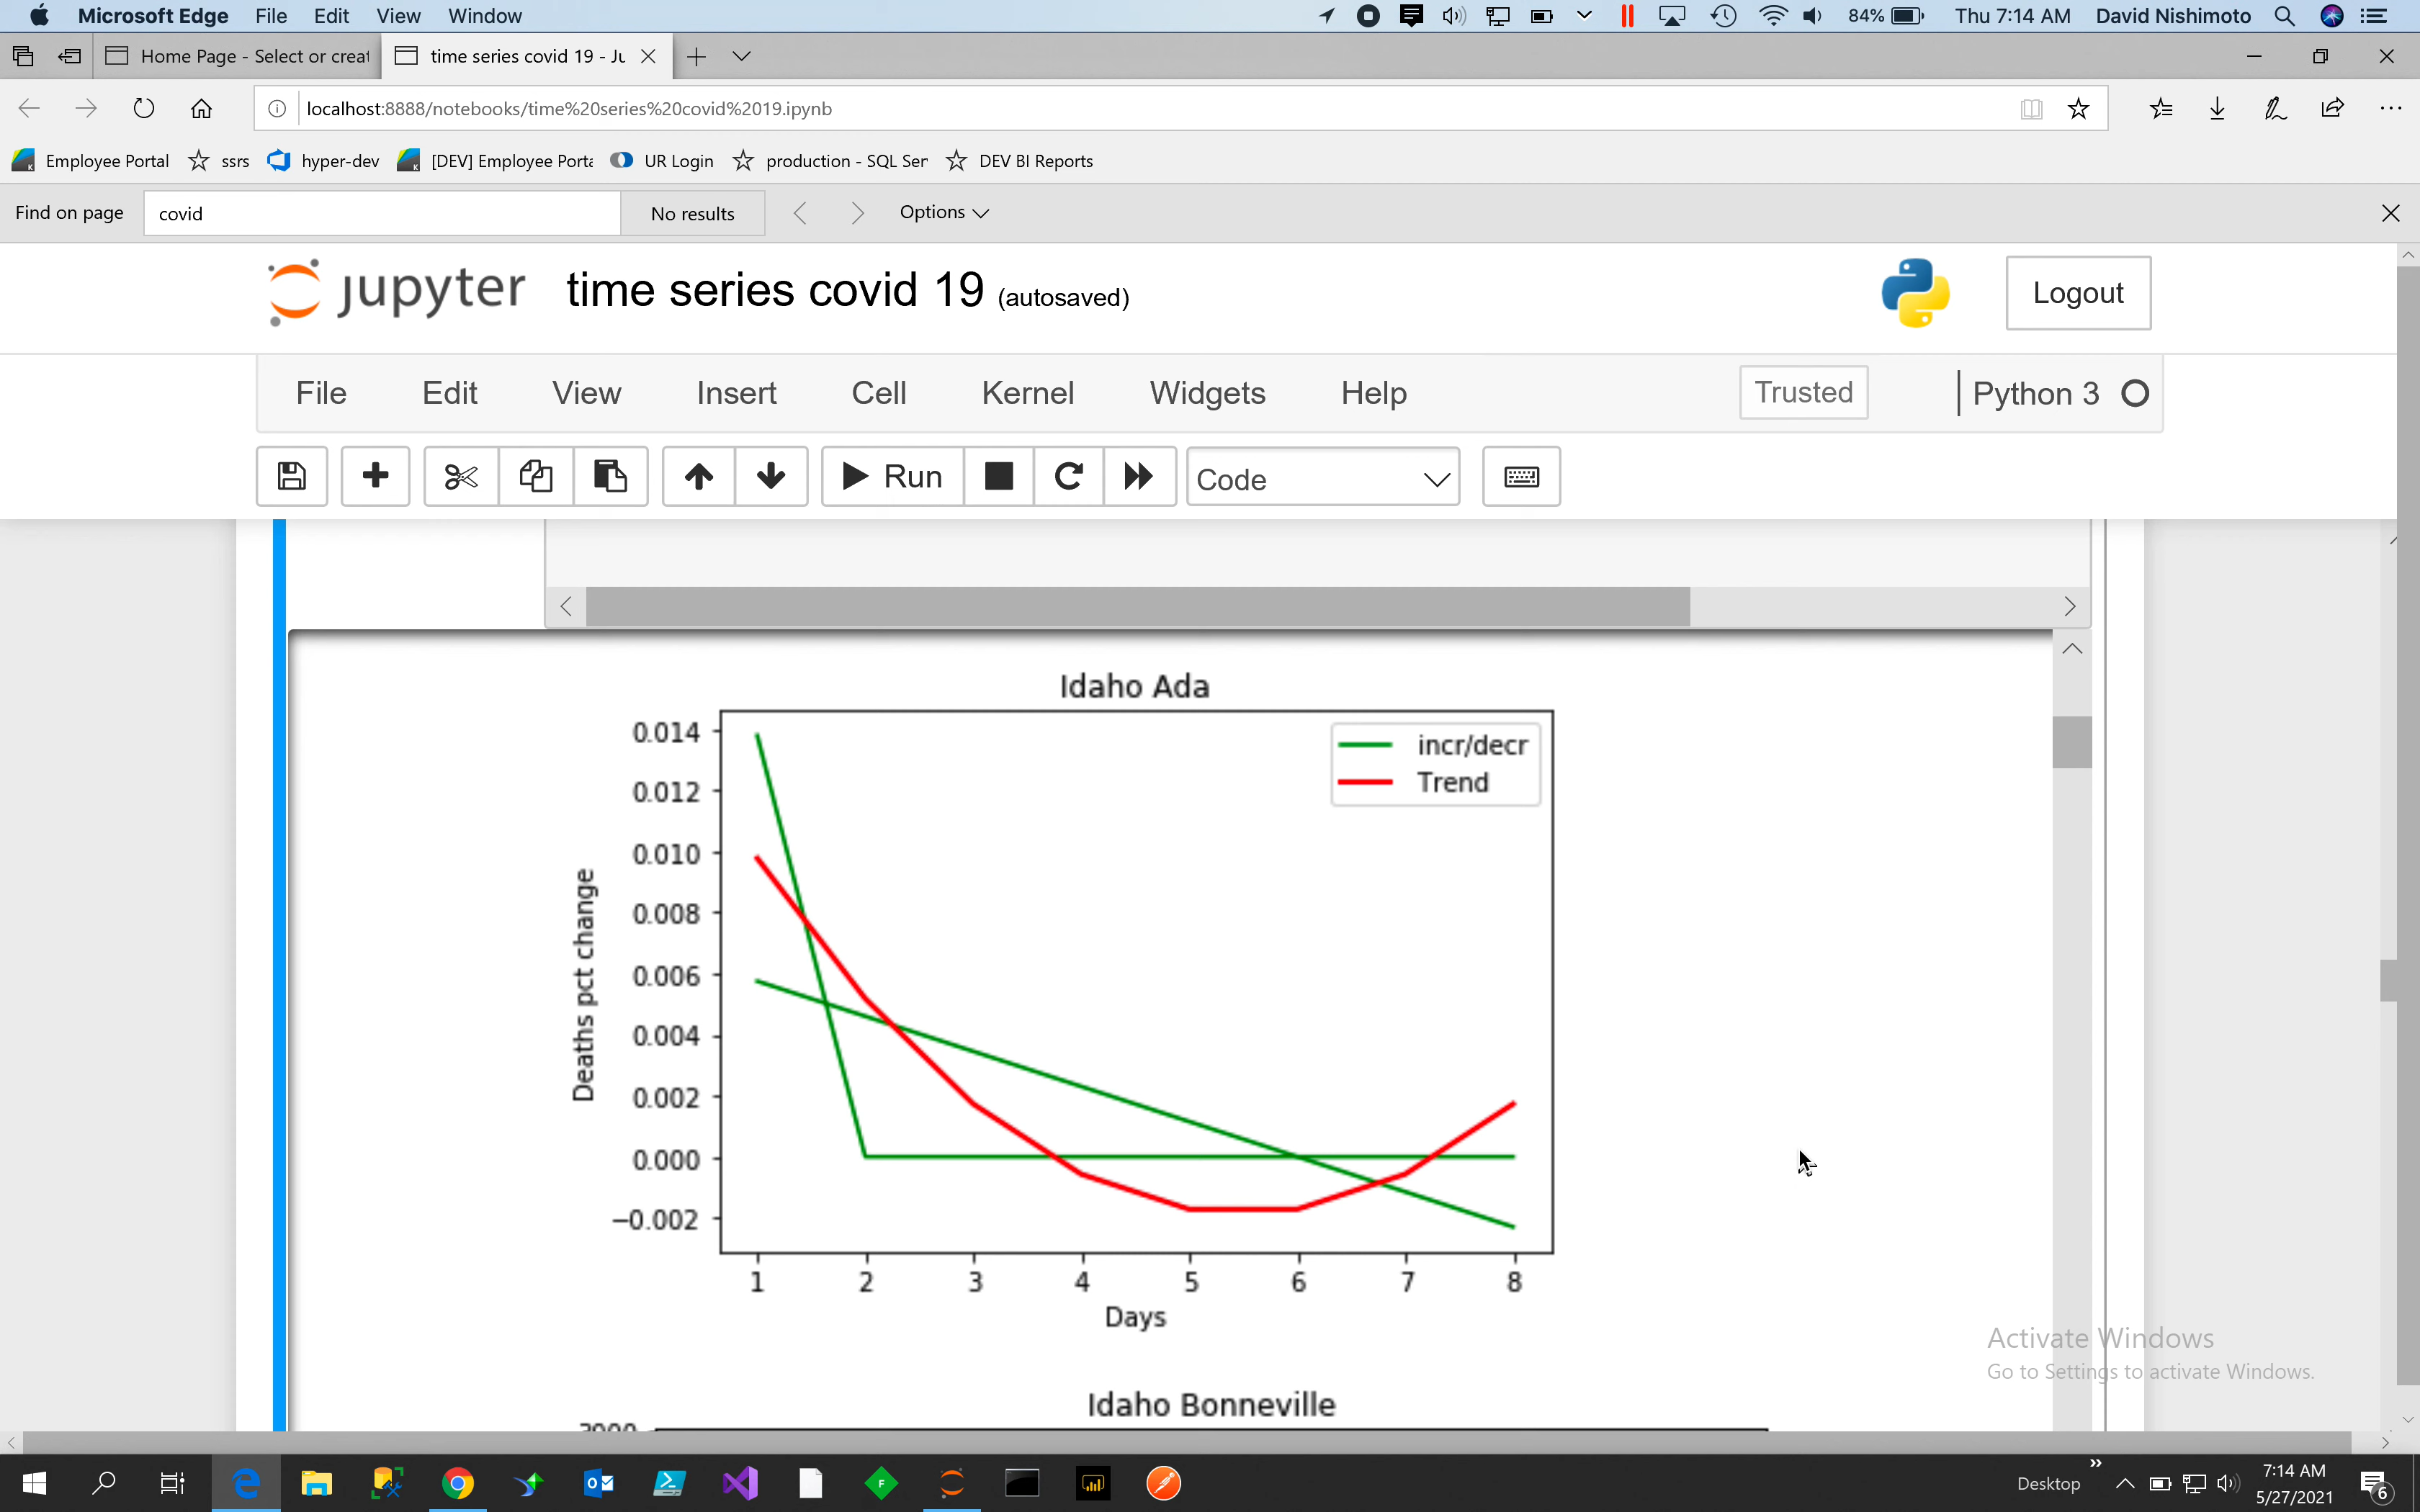 Microsoft Edge File Edit View Window 84% Thu 7:14 AM David Nishimoto
Home Page - Select or creat time series covid 19 - Ju
localhost:8888/notebooks/time%20series%20covid%2019.ipynb
Employee Portal ssrs hyper-dev [DEV] Employee Porta UR Login production - SQL Ser DEV BI Reports
Find on page covid No results Options
jupyter time series covid 19 (autosaved) Logout
File Edit View Insert Cell Kernel Widgets Help Trusted Python 3
Run Code
Idaho Ada
0.014
0.012
0.010
0.008
0.006
0.004
0.002
0.000
−0.002
Deaths pct change
incr/decr
Trend
1 2 3 4 5 6 7 8
Days
Activate Windows
Go to Settings to activate Windows.
Idaho Bonneville
Desktop 7:14 AM
5/27/2021 6